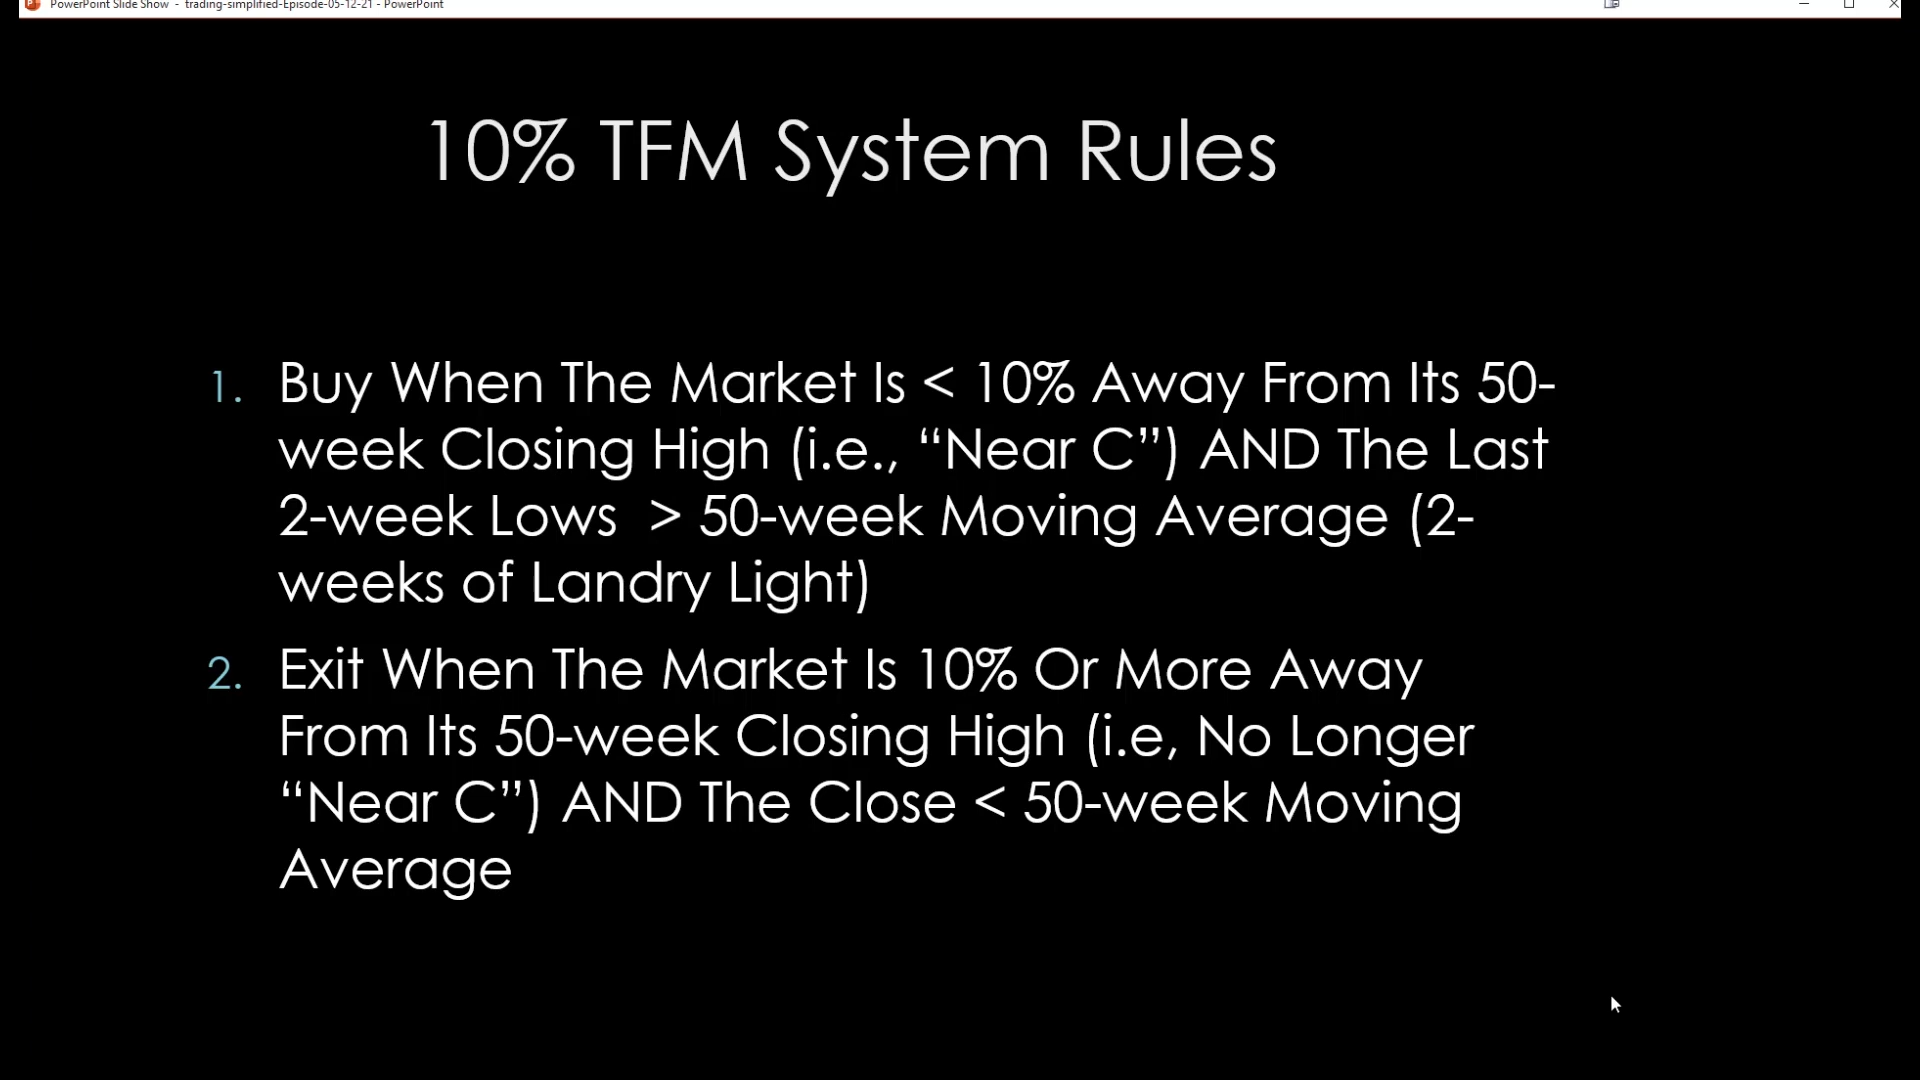 PowerPoint Slide Show - trading-simplified-Episode-05-12-21 - PowerPoint
10% TFM System Rules
1. Buy When The Market Is < 10% Away From Its 50-
week Closing High (i.e., “Near C”) AND The Last
2-week Lows > 50-week Moving Average (2-
weeks of Landry Light)
2. Exit When The Market Is 10% Or More Away
From Its 50-week Closing High (i.e, No Longer
“Near C”) AND The Close < 50-week Moving
Average